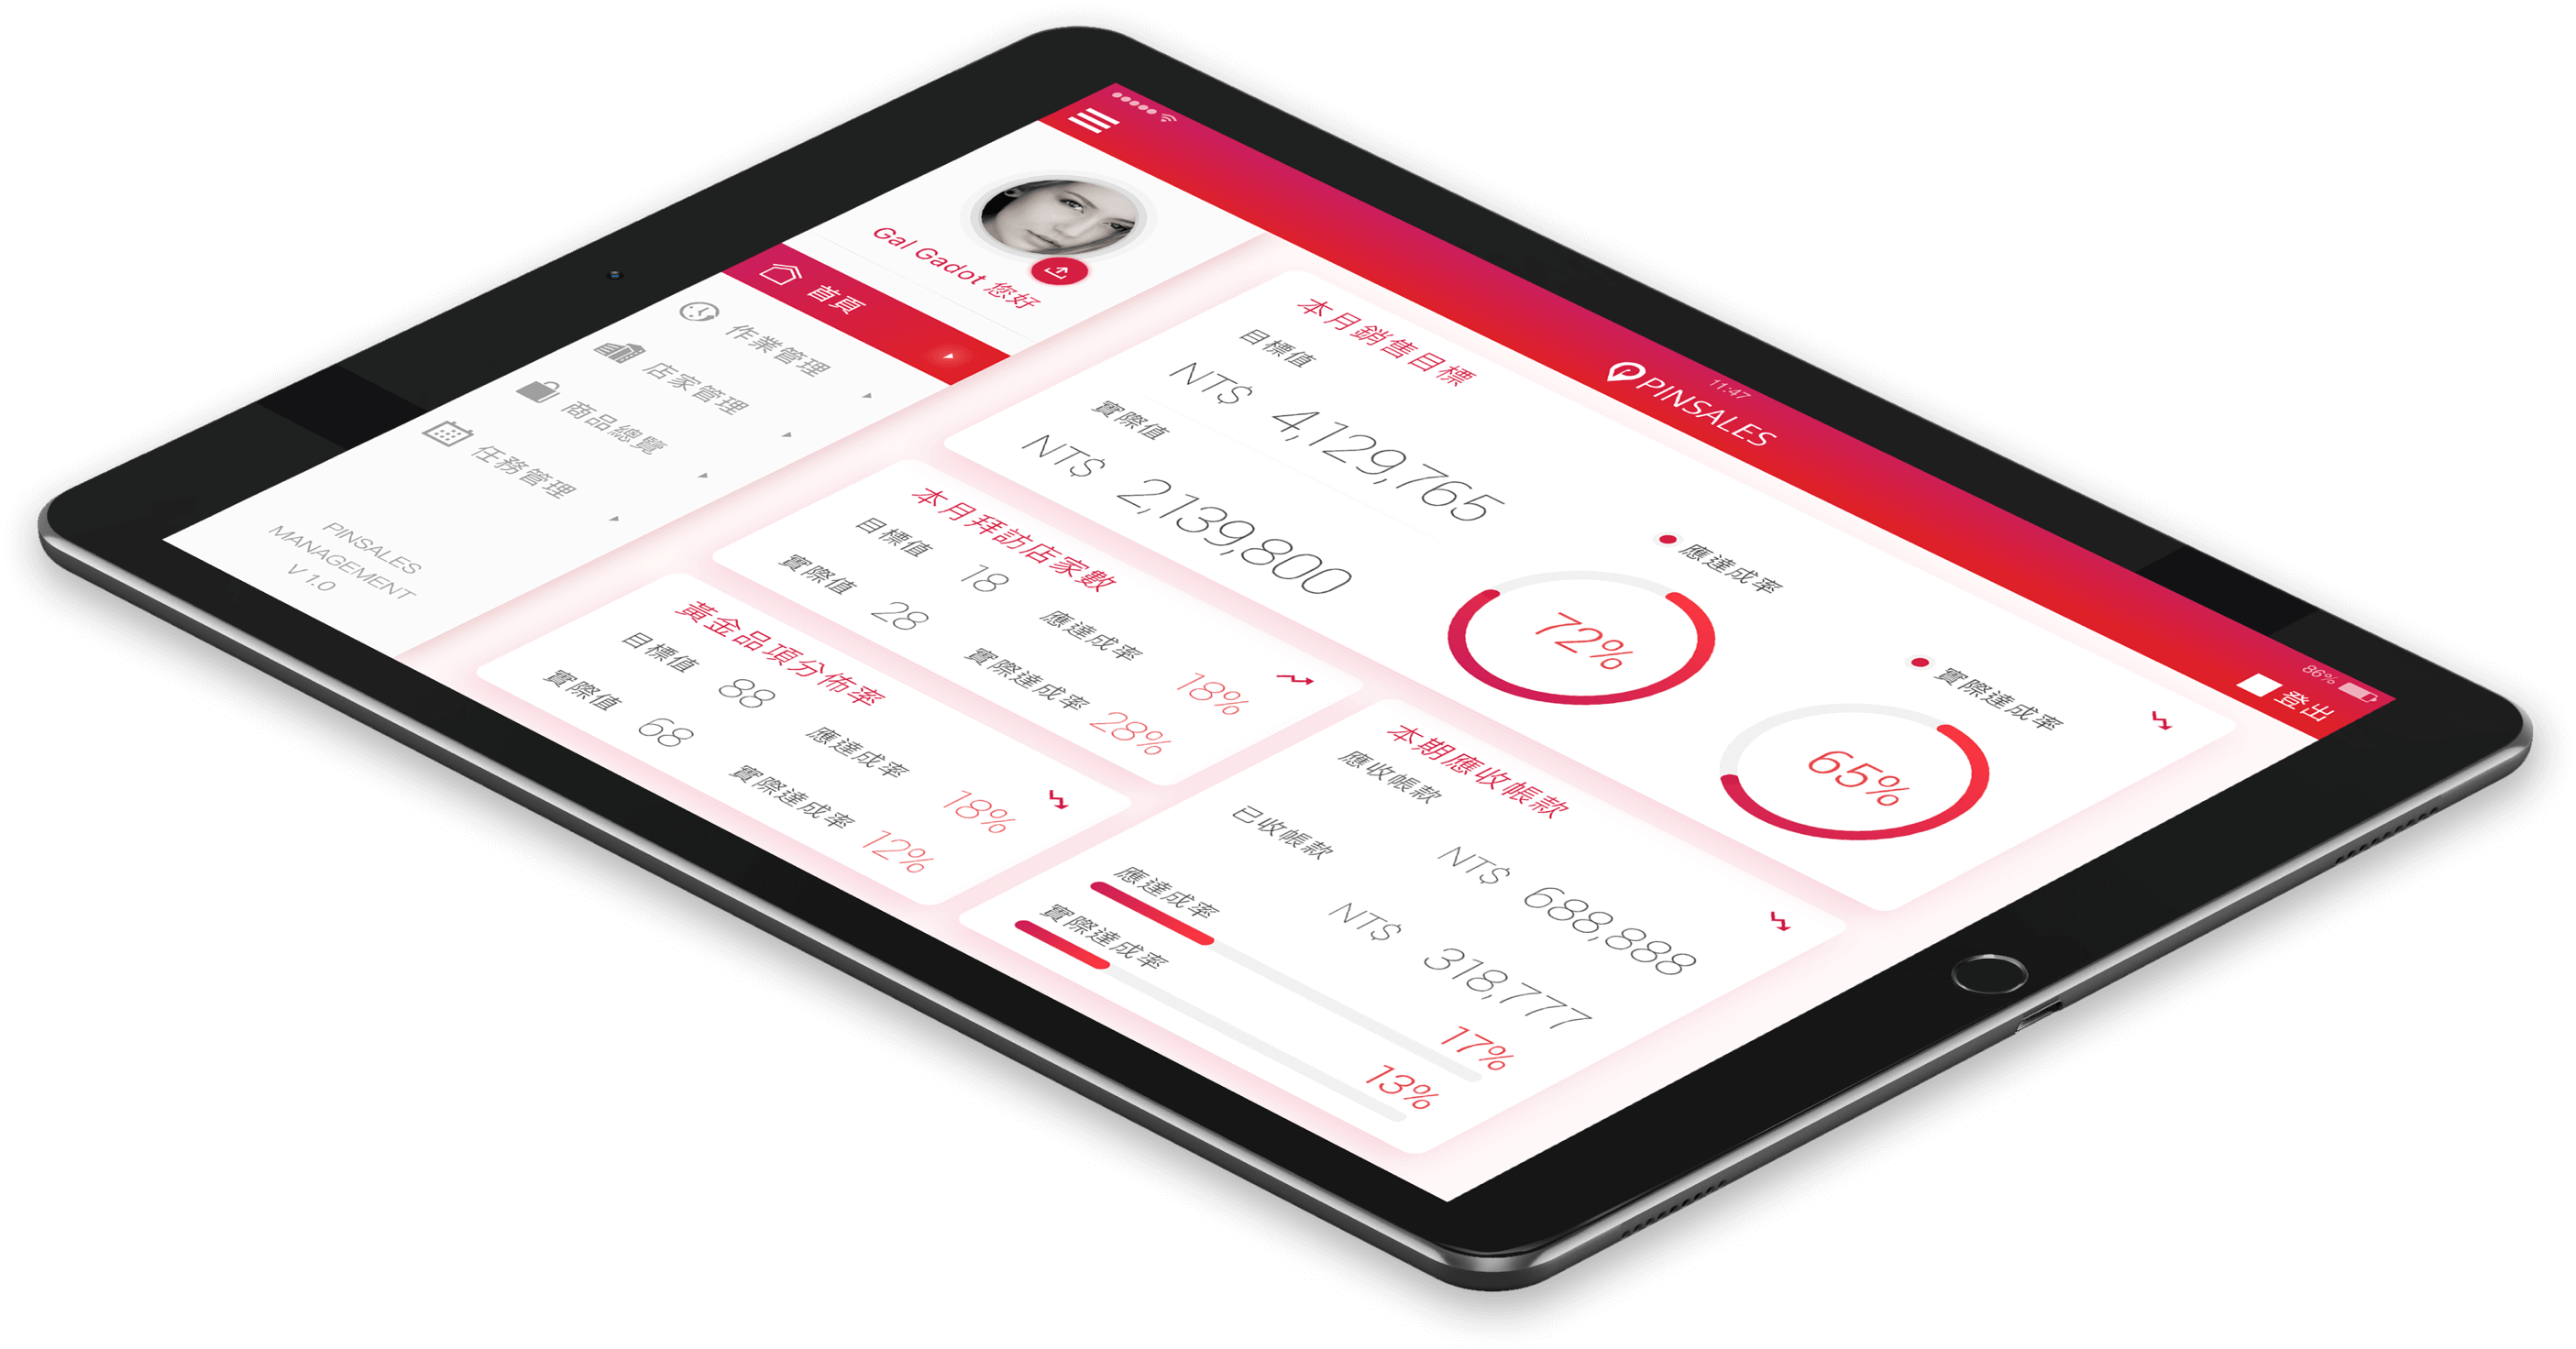 11:47
86%
PINSALES
登出
Gal Gadot 您好
首頁
作業管理
店家管理
商品總覽
任務管理
PINSALES
MANAGEMENT
V 1.0
本月銷售目標
目標值
NT$ 4,129,765
實際值
NT$ 2,139,800
應達成率
72%
實際達成率
65%
本月拜訪店家數
目標值 18
應達成率 18%
實際值 28
實際達成率 28%
黃金品項分佈率
目標值 88
應達成率 18%
實際值 68
實際達成率 12%
本期應收帳款
應收帳款 NT$ 688,888
已收帳款 NT$ 318,777
應達成率 17%
實際達成率 13%